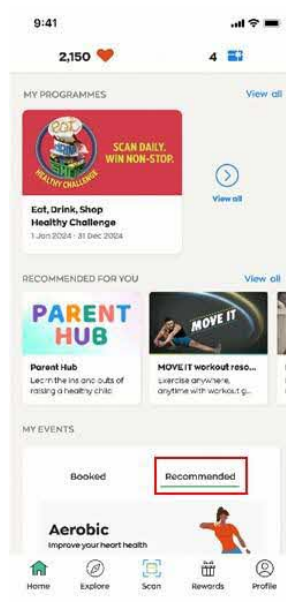 9:41
2,150
4
MY PROGRAMMES
View all
EAT
DRINK
SHOP
HEALTHY CHALLENGE
SCAN DAILY.
WIN NON-STOP.
View all
Eat, Drink, Shop
Healthy Challenge
1 Jan 2024 - 31 Dec 2024
RECOMMENDED FOR YOU
View all
PARENT
HUB
MOVE IT
Parent Hub
MOVE IT workout reso...
Learn the ins and outs of
raising a healthy child
Exercise anywhere,
anytime with workout g...
MY EVENTS
Booked
Recommended
Aerobic
Improve your heart health
Home
Explore
Scan
Rewards
Profile